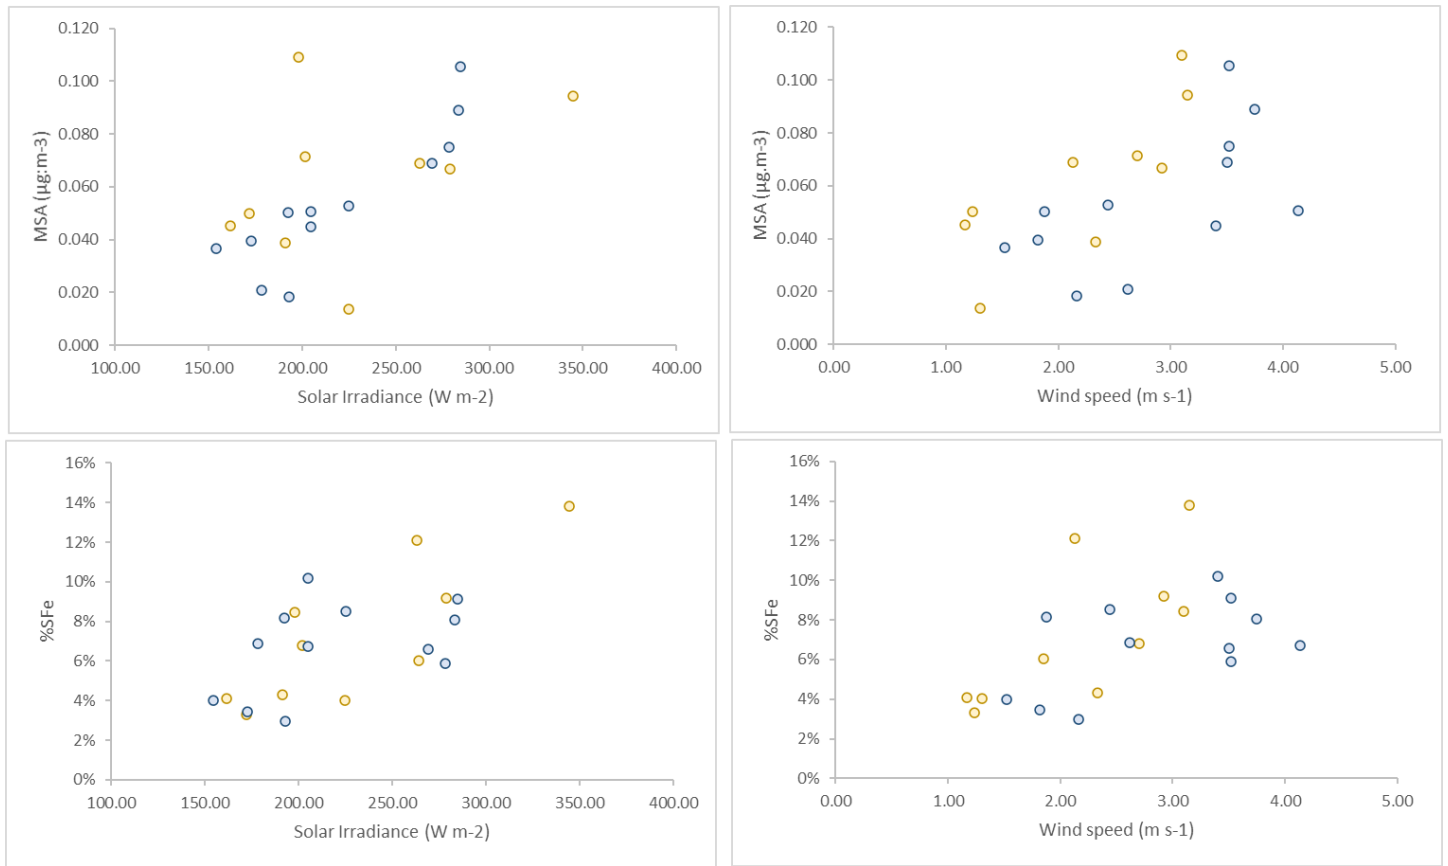 0.120
0.100
0.080
0.060
0.040
0.020
0.000
MSA (µg:m-3)
100.00 150.00 200.00 250.00 300.00 350.00 400.00
Solar Irradiance (W m-2)
0.120
0.100
0.080
0.060
0.040
0.020
0.000
MSA (µg.m-3)
0.00 1.00 2.00 3.00 4.00 5.00
Wind speed (m s-1)
16%
14%
12%
10%
8%
6%
4%
2%
0%
%SFe
100.00 150.00 200.00 250.00 300.00 350.00 400.00
Solar Irradiance (W m-2)
16%
14%
12%
10%
8%
6%
4%
2%
0%
%SFe
0.00 1.00 2.00 3.00 4.00 5.00
Wind speed (m s-1)